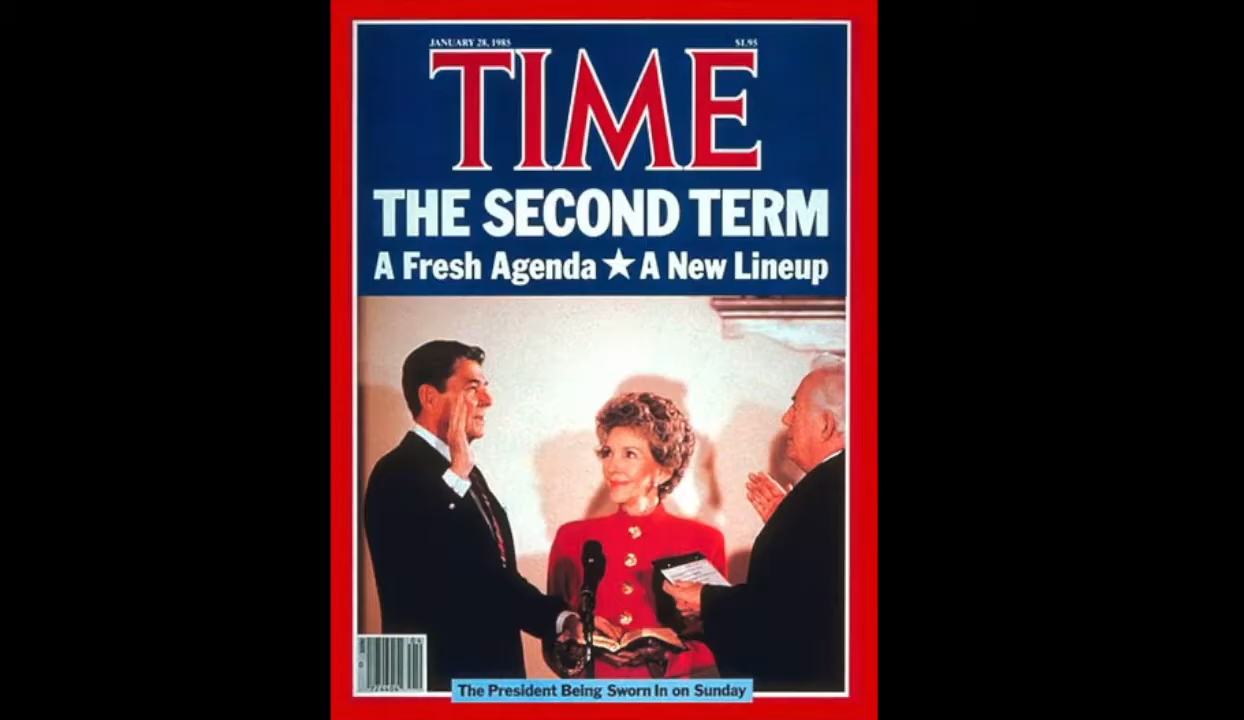 JANUARY 28, 1985 $1.95
TIME
THE SECOND TERM
A Fresh Agenda ★ A New Lineup
04
The President Being Sworn In on Sunday